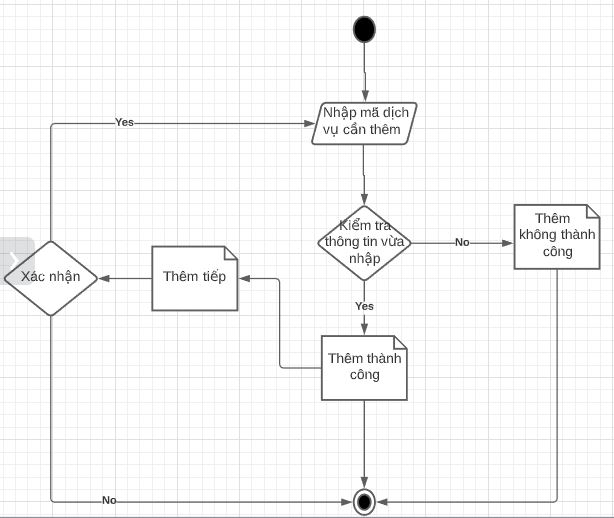 Nhập mã dịch
vụ cần thêm
Yes
Kiểm tra
thông tin vừa
nhập
No
Thêm
không thành
công
Xác nhận
Thêm tiếp
Yes
Thêm thành
công
No